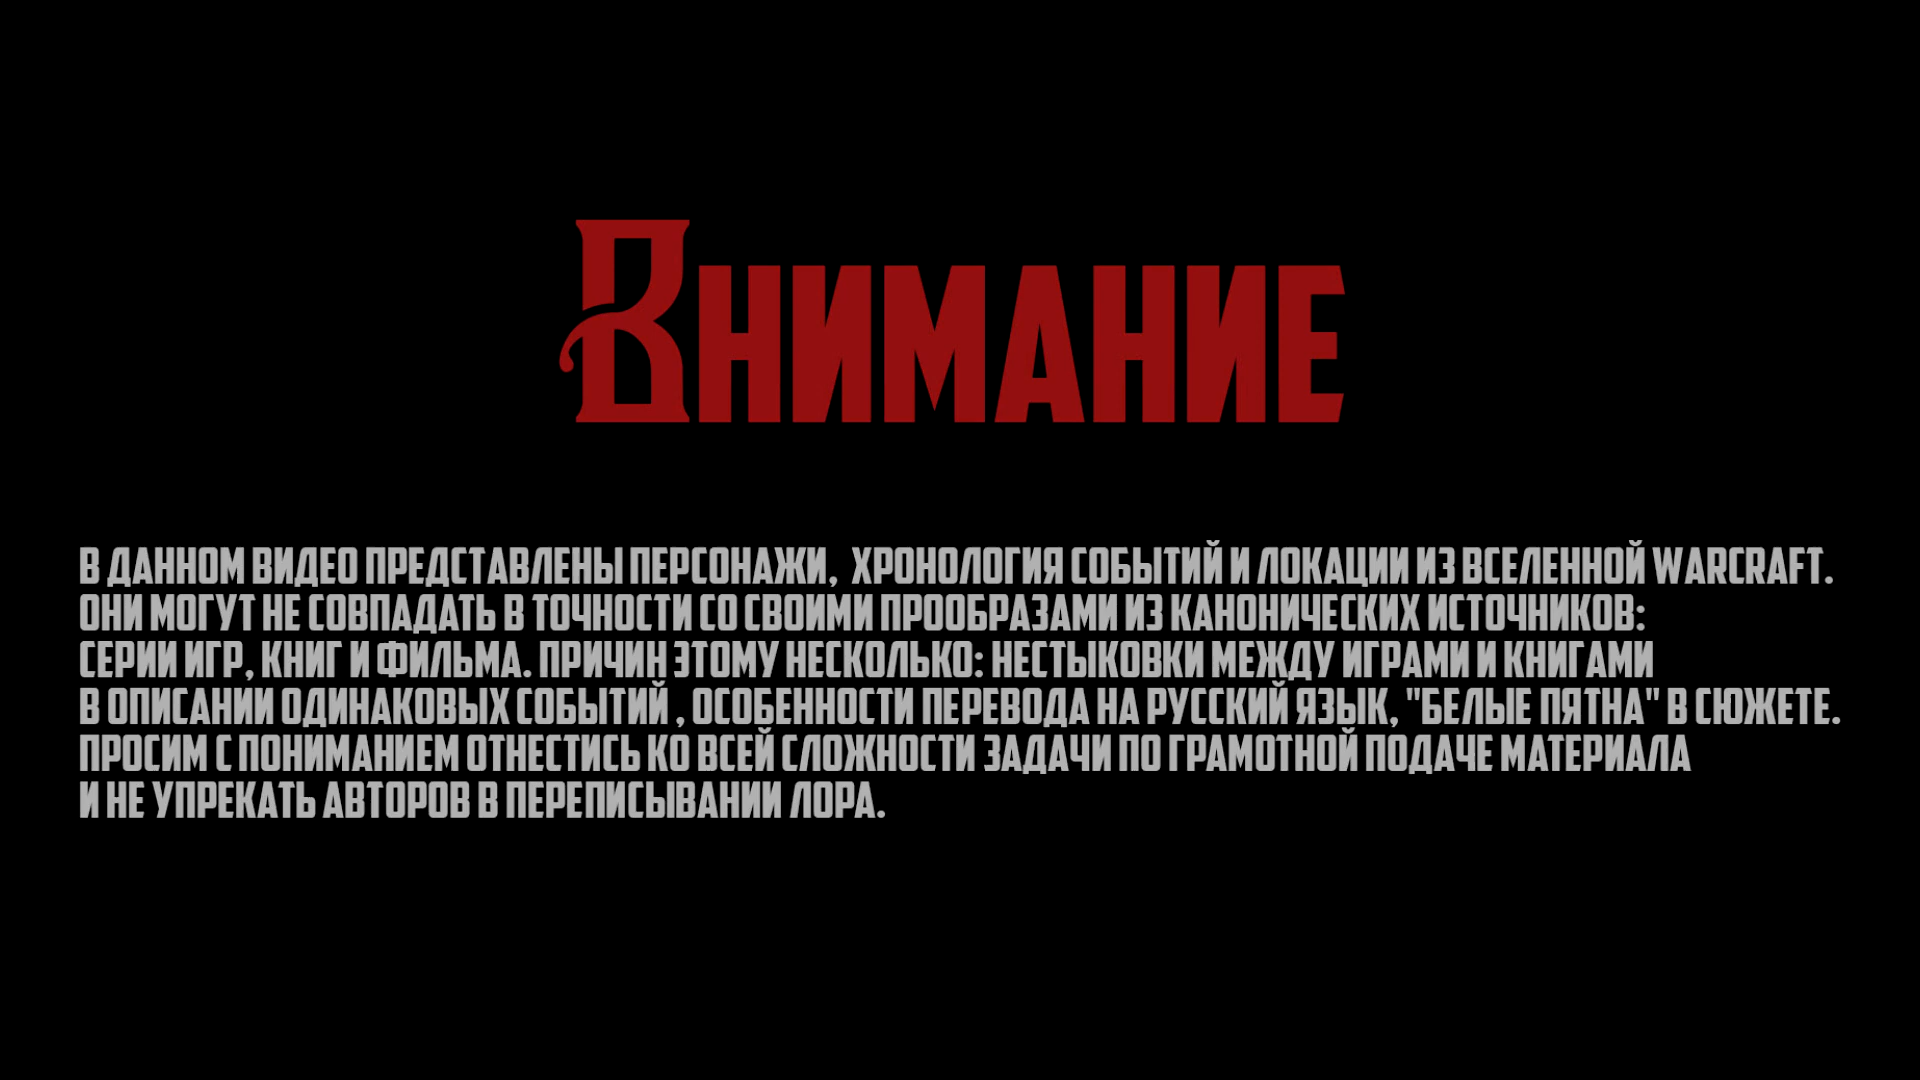 Внимание
В ДАННОМ ВИДЕО ПРЕДСТАВЛЕНЫ ПЕРСОНАЖИ, ХРОНОЛОГИЯ СОБЫТИЙ И ЛОКАЦИИ ИЗ ВСЕЛЕННОЙ WARCRAFT.
ОНИ МОГУТ НЕ СОВПАДАТЬ В ТОЧНОСТИ СО СВОИМИ ПРООБРАЗАМИ ИЗ КАНОНИЧЕСКИХ ИСТОЧНИКОВ:
СЕРИИ ИГР, КНИГ И ФИЛЬМА. ПРИЧИН ЭТОМУ НЕСКОЛЬКО: НЕСТЫКОВКИ МЕЖДУ ИГРАМИ И КНИГАМИ
В ОПИСАНИИ ОДИНАКОВЫХ СОБЫТИЙ , ОСОБЕННОСТИ ПЕРЕВОДА НА РУССКИЙ ЯЗЫК, "БЕЛЫЕ ПЯТНА" В СЮЖЕТЕ.
ПРОСИМ С ПОНИМАНИЕМ ОТНЕСТИСЬ КО ВСЕЙ СЛОЖНОСТИ ЗАДАЧИ ПО ГРАМОТНОЙ ПОДАЧЕ МАТЕРИАЛА
И НЕ УПРЕКАТЬ АВТОРОВ В ПЕРЕПИСЫВАНИИ ЛОРА.